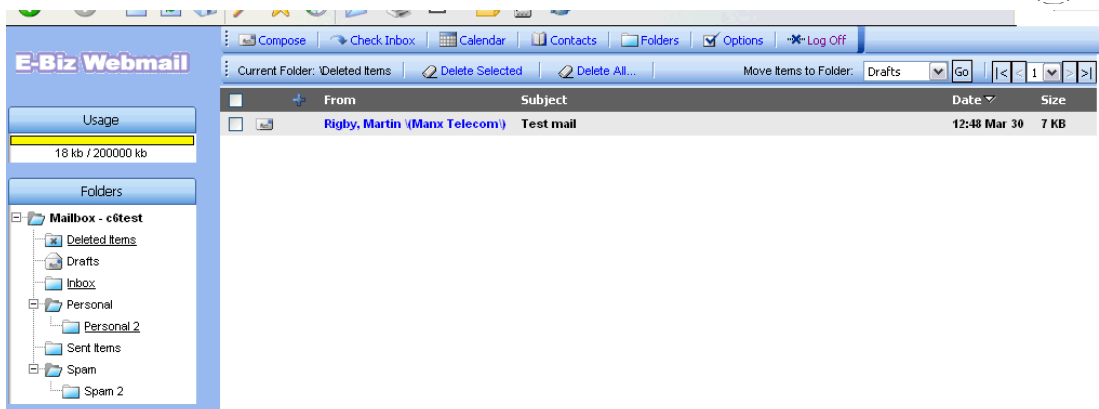 Compose Check Inbox Calendar Contacts Folders Options Log Off
E-Biz Webmail
Current Folder: \Deleted Items Delete Selected Delete All... Move Items to Folder: Drafts Go |< < 1 > >|
From Subject Date Size
Rigby, Martin \(Manx Telecom\) Test mail 12:48 Mar 30 7 KB
Usage
18 kb / 200000 kb
Folders
Mailbox - c6test
Deleted Items
Drafts
Inbox
Personal
Personal 2
Sent Items
Spam
Spam 2